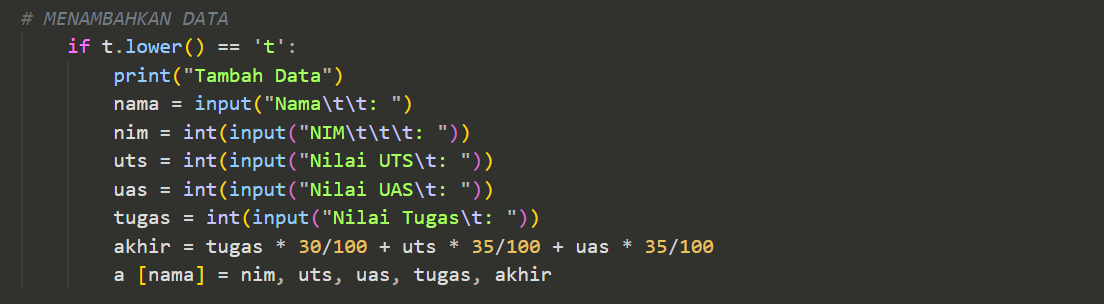 # MENAMBAHKAN DATA
if t.lower() == 't':
print("Tambah Data")
nama = input("Nama\t\t: ")
nim = int(input("NIM\t\t\t: "))
uts = int(input("Nilai UTS\t: "))
uas = int(input("Nilai UAS\t: "))
tugas = int(input("Nilai Tugas\t: "))
akhir = tugas * 30/100 + uts * 35/100 + uas * 35/100
a [nama] = nim, uts, uas, tugas, akhir